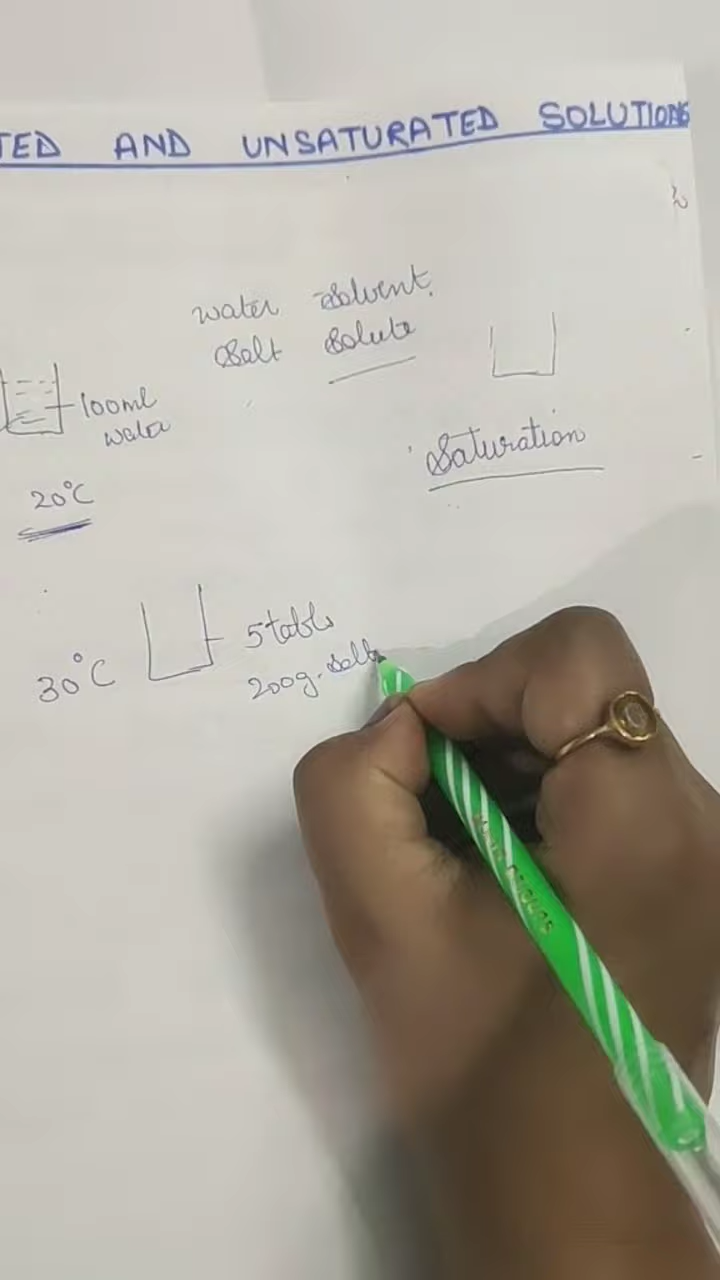 TED AND UNSATURATED SOLUTIONS
water solvent.
salt solute
100ml
water
Saturation
20°C
5 table
30°C
200g. salt